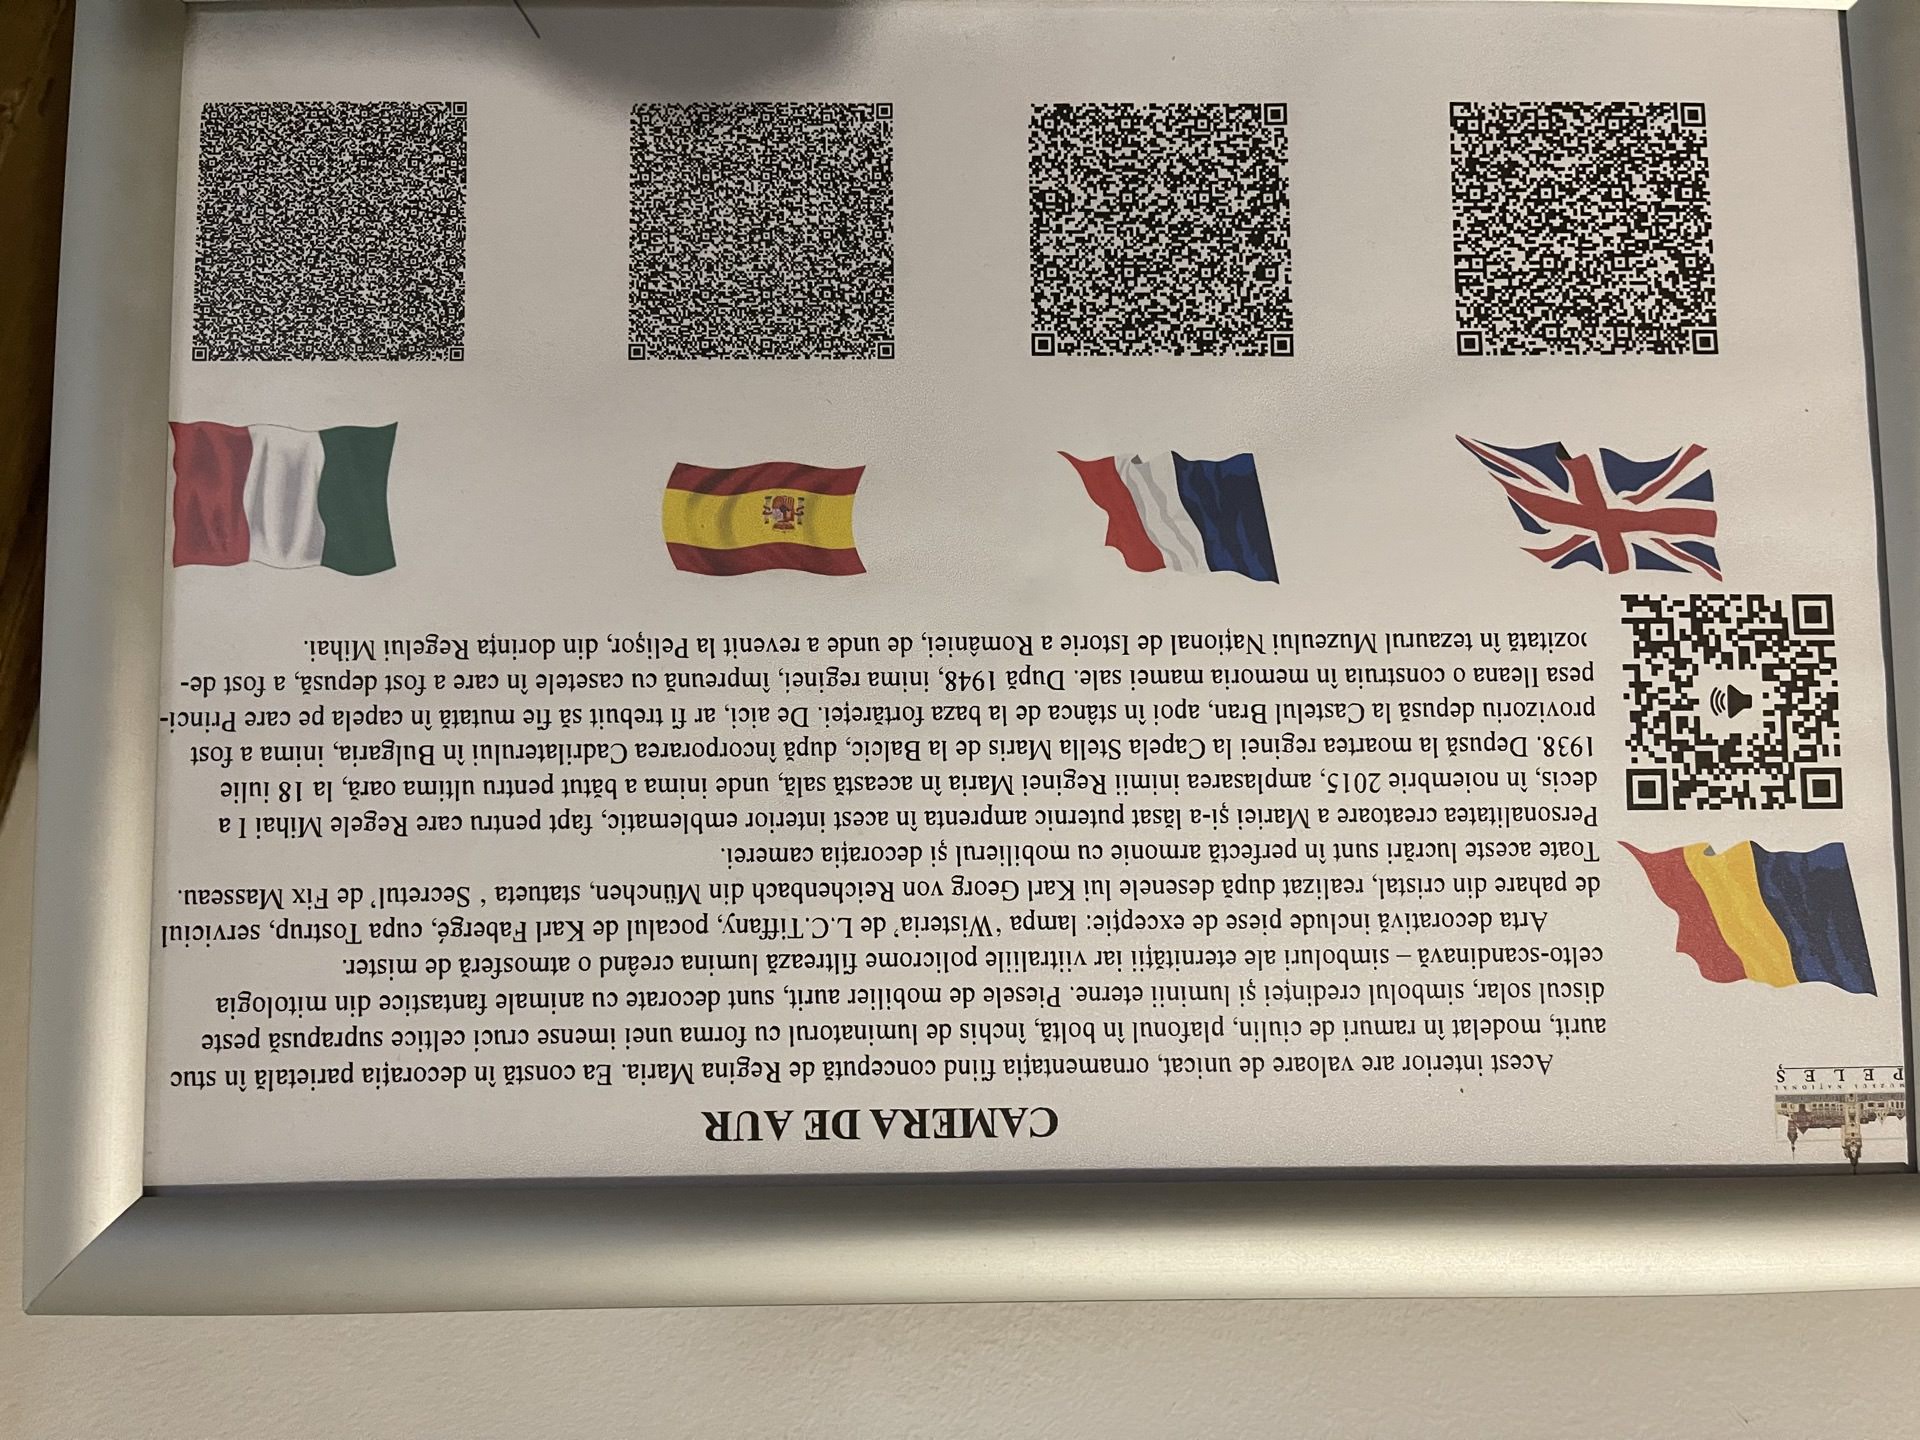 MUZEUL NAȚIONAL
PELEȘ
CAMERA DE AUR
Acest interior are valoare de unicat, ornamentația fiind concepută de Regina Maria. Ea constă în decorația parietală în stuc
aurit, modelat în ramuri de ciulin, plafonul în boltă, închis de luminatorul cu forma unei imense cruci celtice suprapusă peste
discul solar, simbolul credinței și luminii eterne. Piesele de mobilier aurit, sunt decorate cu animale fantastice din mitologia
celto-scandinavă – simboluri ale eternității iar viitraliile policrome filtrează lumina creând o atmosferă de mister.
Arta decorativă include piese de excepție: lampa ‘Wisteria’ de L.C.Tiffany, pocalul de Karl Fabergé, cupa Tostrup, serviciul
de pahare din cristal, realizat după desenele lui Karl Georg von Reichenbach din München, statueta ‘ Secretul’ de Fix Masseau.
Toate aceste lucrări sunt în perfectă armonie cu mobilierul și decorația camerei.
Personalitatea creatoare a Mariei și-a lăsat puternic amprenta în acest interior emblematic, fapt pentru care Regele Mihai I a
decis, în noiembrie 2015, amplasarea inimii Reginei Maria în această sală, unde inima a bătut pentru ultima oară, la 18 iulie
1938. Depusă la moartea reginei la Capela Stella Maris de la Balcic, după încorporarea Cadrilaterului în Bulgaria, inima a fost
provizoriu depusă la Castelul Bran, apoi în stânca de la baza fortăreței. De aici, ar fi trebuit să fie mutată în capela pe care Princi-
pesa Ileana o construia în memoria mamei sale. După 1948, inima reginei, împreună cu casetele în care a fost depusă, a fost de-
pozitată în tezaurul Muzeului Național de Istorie a României, de unde a revenit la Pelișor, din dorința Regelui Mihai.